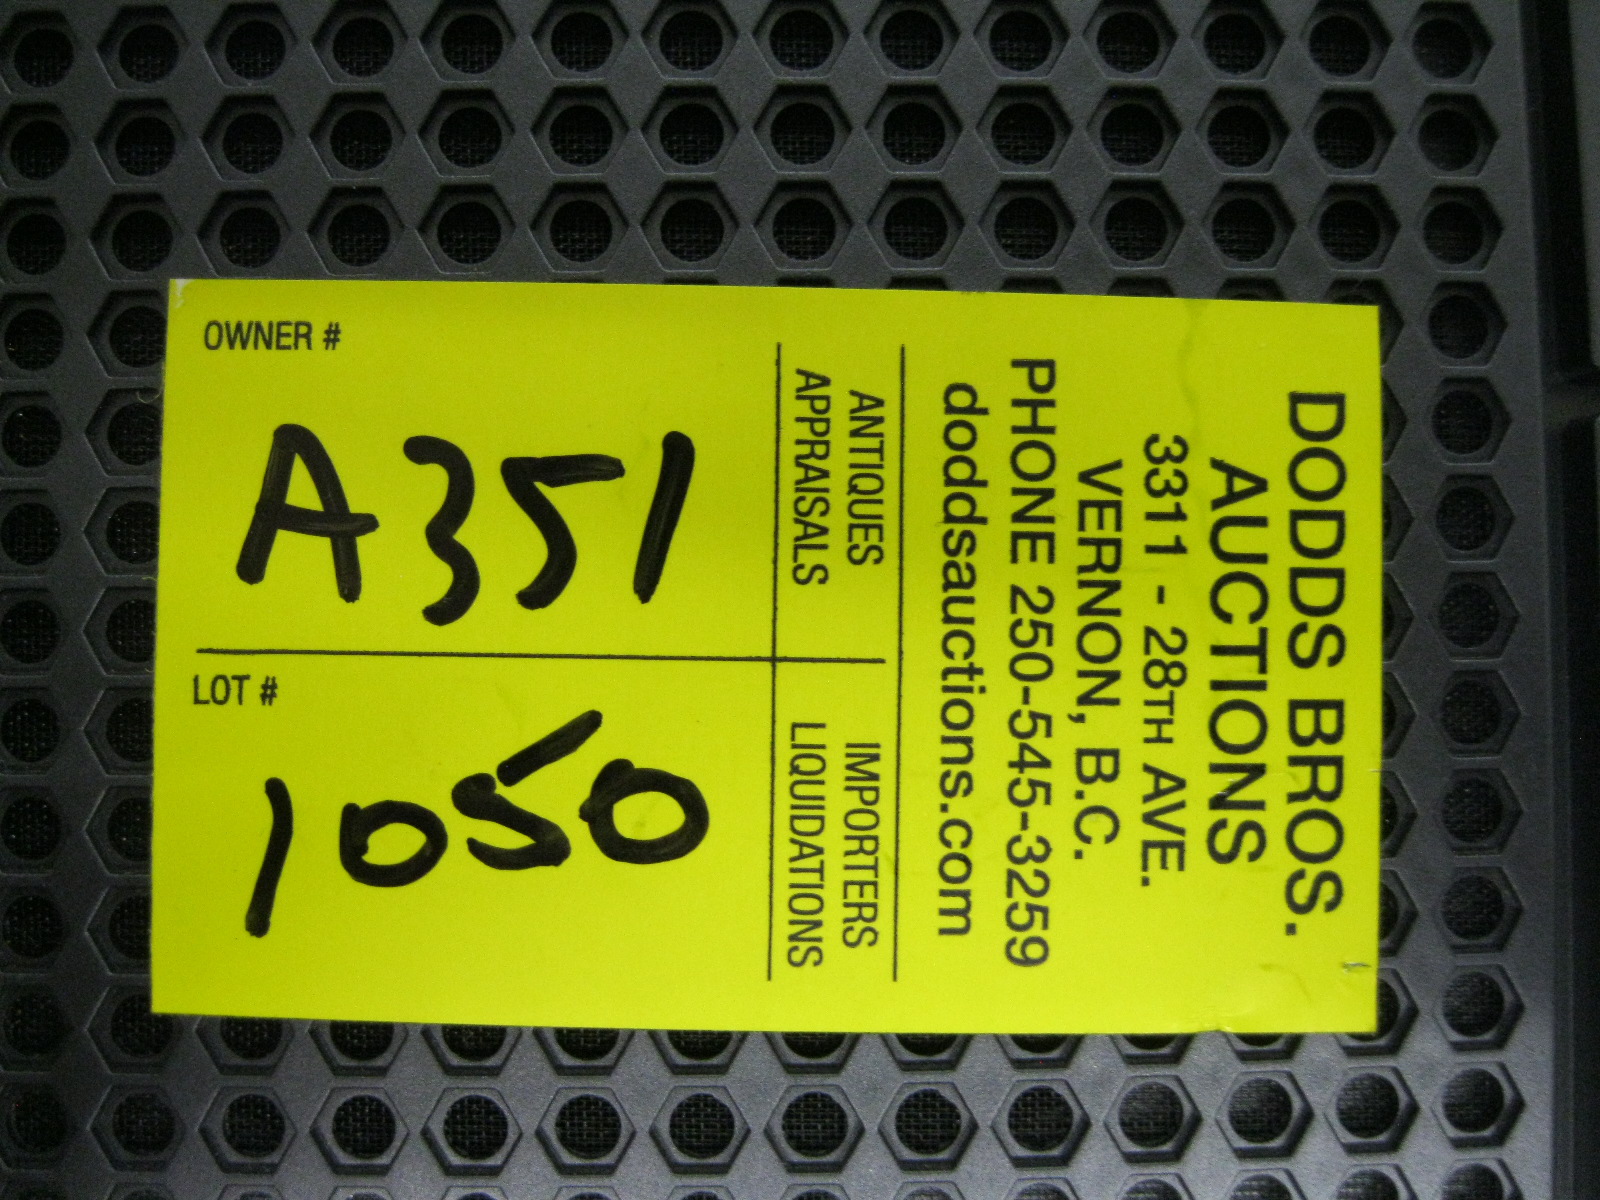 DODDS BROS.
AUCTIONS
3311 - 28TH AVE.
VERNON, B.C.
PHONE 250-545-3259
doddsauctions.com
ANTIQUES
APPRAISALS
IMPORTERS
LIQUIDATIONS
OWNER #
A351
LOT #
1050